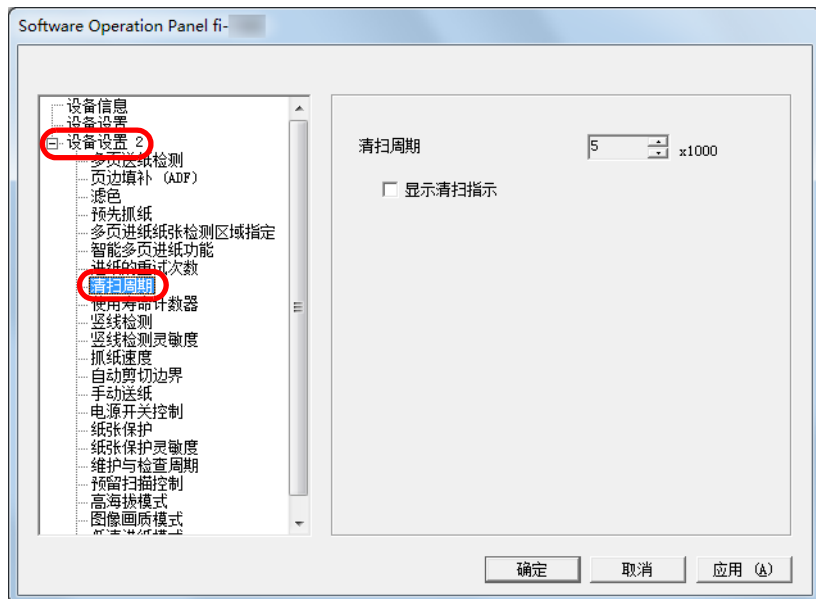 Software Operation Panel fi-
设备信息
设备设置
设备设置 2
多页送纸检测
页边填补 (ADF)
滤色
预先抓纸
多页进纸纸张检测区域指定
智能多页进纸功能
进纸的重试次数
清扫周期
使用寿命计数器
竖线检测
竖线检测灵敏度
抓纸速度
自动剪切边界
手动送纸
电源开关控制
纸张保护
纸张保护灵敏度
维护与检查周期
预留扫描控制
高海拔模式
图像画质模式
清扫周期 5 x1000
显示清扫指示
确定 取消 应用 (A)